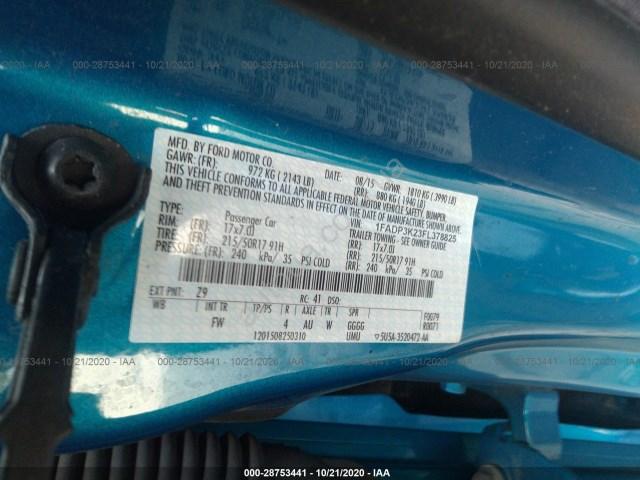 000-28753441 - 10/21/2020 - IAA
000-28753441 - 10/21/2020 - IAA
000-28753441 - 10/21/2020 - IAA
MFD. BY FORD MOTOR CO.
DATE: 08/15 GVWR: 1810 KG ( 3990 LB)
GAWR: (FR): 972 KG ( 2143 LB) (RR): 880 KG ( 1940 LB)
THIS VEHICLE CONFORMS TO ALL APPLICABLE FEDERAL MOTOR VEHICLE SAFETY, BUMPER
AND THEFT PREVENTION STANDARDS IN EFFECT ON THE DATE OF MANUFACTURE SHOWN ABOVE.
VIN: 1FADP3K23FL378825
TYPE: Passenger Car TRAILER TOWING - SEE OWNER GUIDE
RIM: (FR): 17x7.0J 17x7.0J
TIRE: (FR): 215/50R17 91H 215/50R17 91H
PRESSURE: (FR): 240 kPa/ 35 PSI COLD 240 kPa/ 35 PSI COLD
EXT PNT: Z9 RC: 41 DSO:
WB INT TR TP/PS R AXLE TR SPR F0079
FW 4 AU W GGGG R0073
1201508250310 UMU 5U5A-3520472-AA
000-28753441 - 10/21/2020 - IAA
000-28753441 - 10/21/2020 - IAA